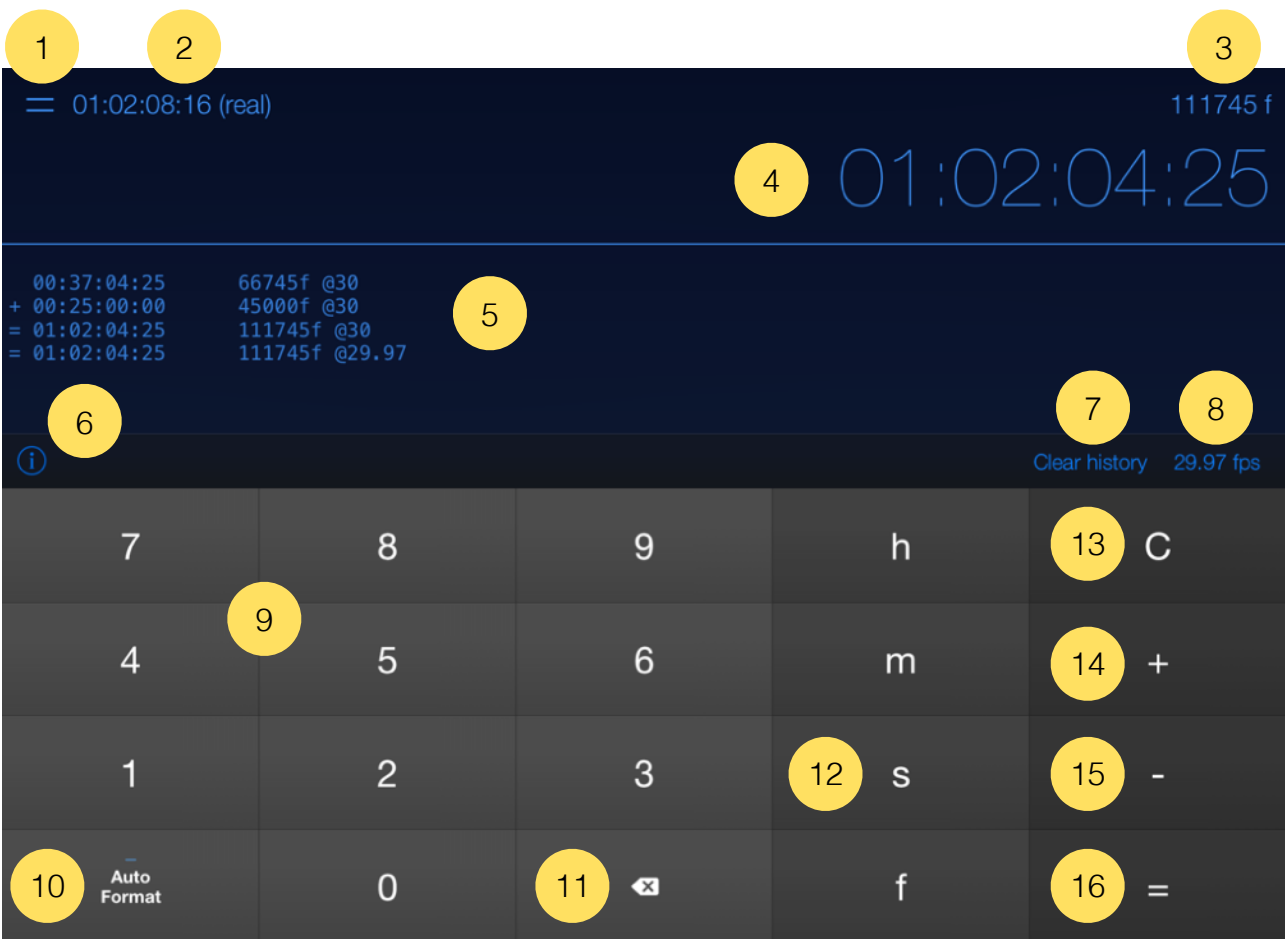 1 2 3
01:02:08:16 (real) 111745 f
4 01:02:04:25
00:37:04:25 66745f @30
+ 00:25:00:00 45000f @30
5
= 01:02:04:25 111745f @30
= 01:02:04:25 111745f @29.97
6 7 8
i Clear history 29.97 fps
7 8 9 h 13 C
9
4 5 6 m 14 +
1 2 3 12 s 15 -
10 Auto
Format 0 11 f 16 =